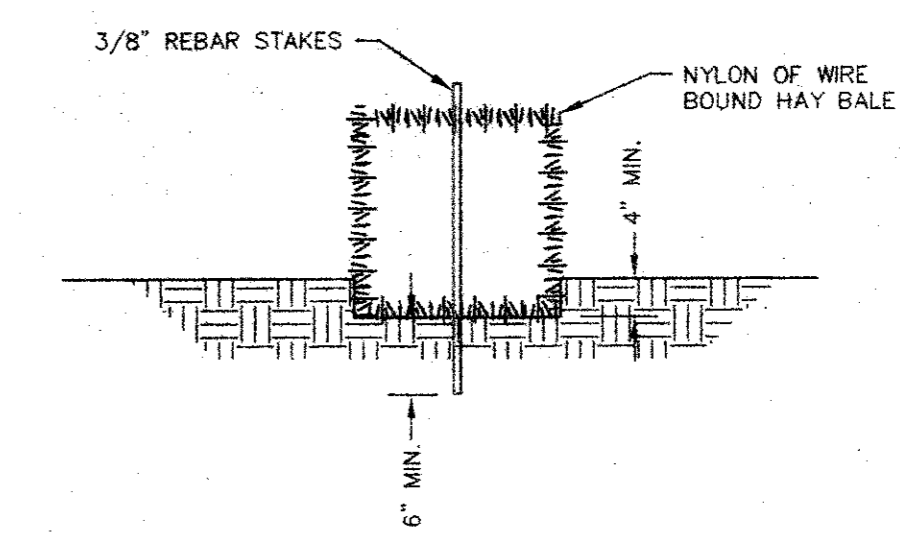 3/8" REBAR STAKES
NYLON OF WIRE
BOUND HAY BALE
4" MIN.
6" MIN.